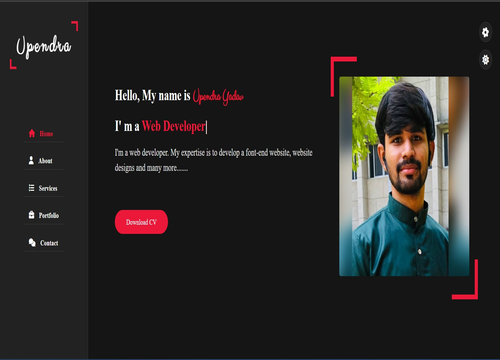 Upendra
Home
About
Services
Portfolio
Contact
Hello, My name is Upendra Yadav
I' m a Web Developer|
I'm a web developer. My expertise is to develop a font-end website, website
designs and many more.......
Download CV